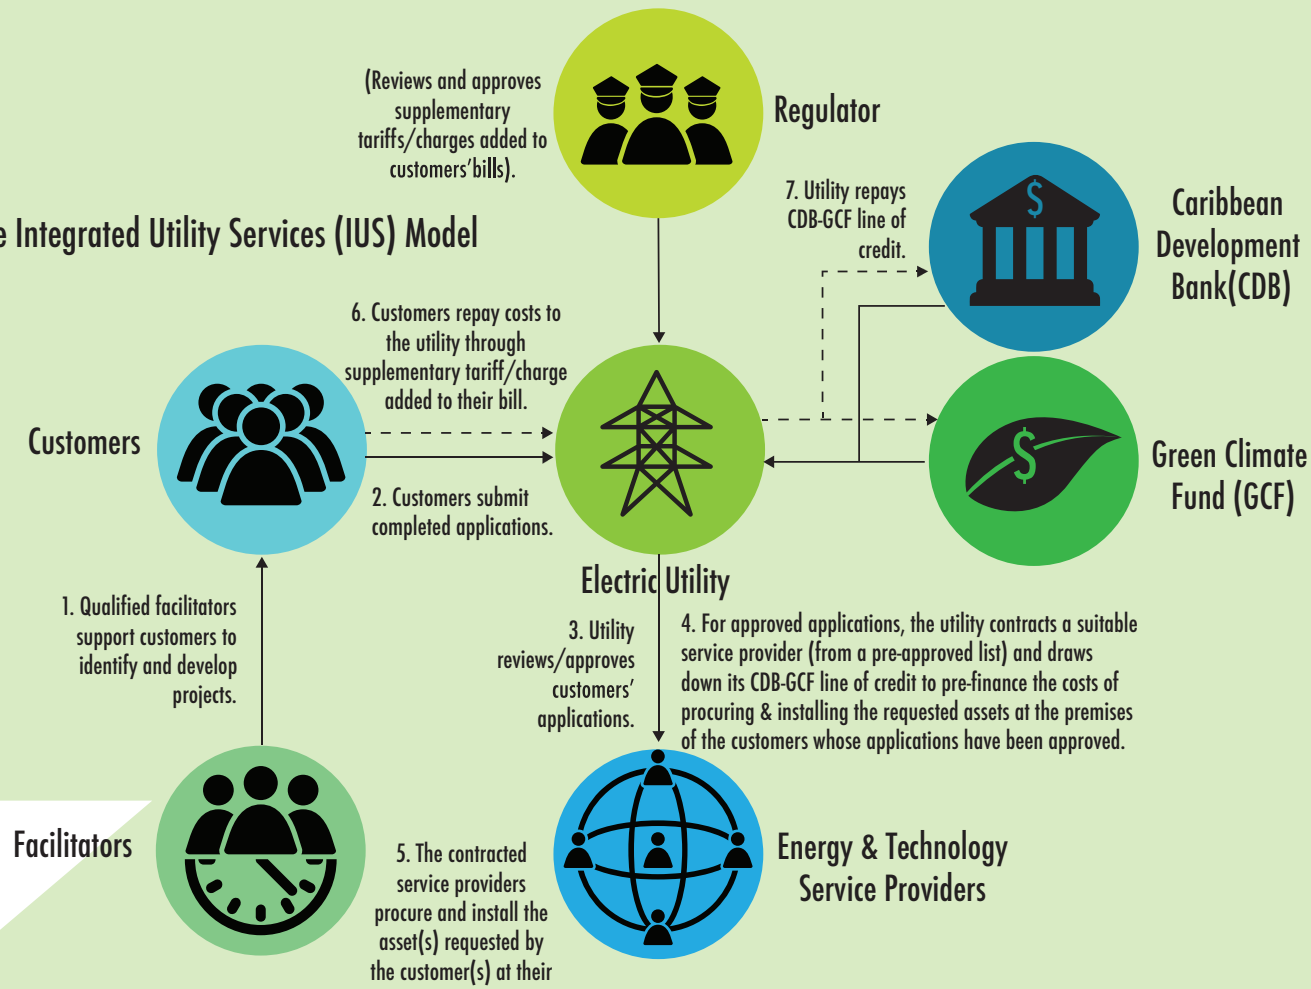 (Reviews and approves
supplementary
tariffs/charges added to
customers'bills).
Regulator
7. Utility repays
CDB-GCF line of
credit.
$
Caribbean
Development
Bank(CDB)
Integrated Utility Services (IUS) Model
6. Customers repay costs to
the utility through
supplementary tariff/charge
added to their bill.
Customers
2. Customers submit
completed applications.
$
Green Climate
Fund (GCF)
Electric Utility
1. Qualified facilitators
support customers to
identify and develop
projects.
3. Utility
reviews/approves
customers'
applications.
4. For approved applications, the utility contracts a suitable
service provider (from a pre-approved list) and draws
down its CDB-GCF line of credit to pre-finance the costs of
procuring & installing the requested assets at the premises
of the customers whose applications have been approved.
Facilitators
5. The contracted
service providers
procure and install the
asset(s) requested by
the customer(s) at their
Energy & Technology
Service Providers